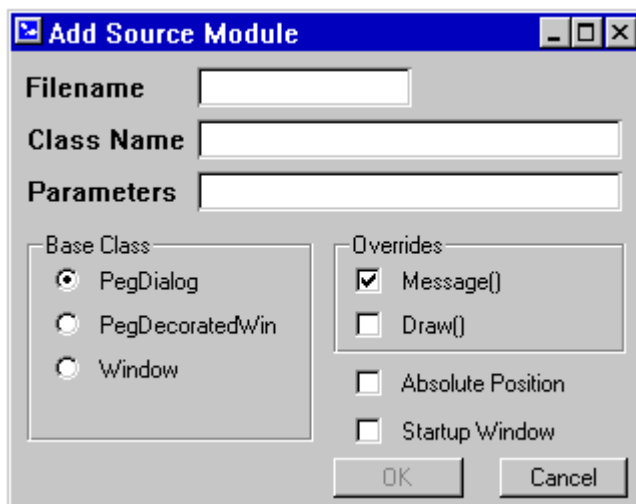 Add Source Module
Filename
Class Name
Parameters
Base Class
PegDialog
PegDecoratedWin
Window
Overrides
Message()
Draw()
Absolute Position
Startup Window
OK
Cancel